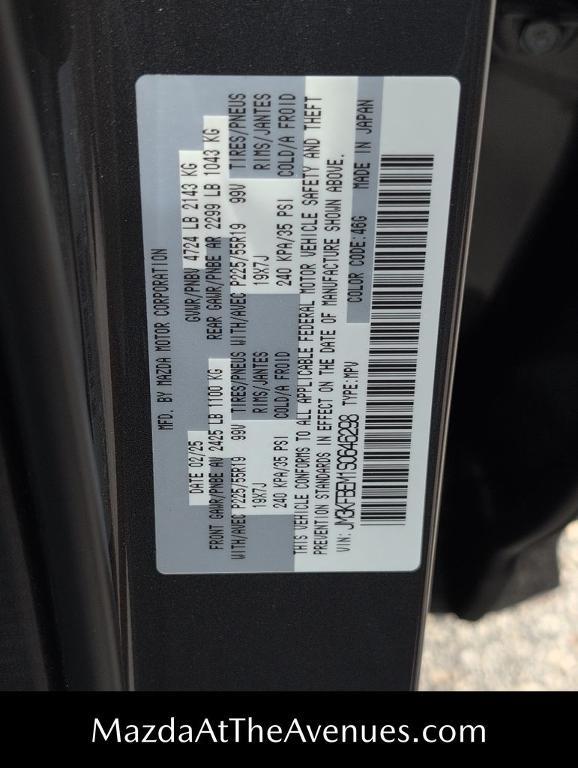 MFD. BY MAZDA MOTOR CORPORATION
DATE 02/25 GVWR/PNBV 4724 LB 2143 KG
FRONT GAWR/PNBE AV 2425 LB 1100 KG REAR GAWR/PNBE AR 2299 LB 1043 KG
WITH/AVEC P225/55R19 99V TIRES/PNEUS WITH/AVEC P225/55R19 99V TIRES/PNEUS
19X7J RIMS/JANTES 19X7J RIMS/JANTES
240 KPA/35 PSI COLD/A FROID 240 KPA/35 PSI COLD/A FROID
THIS VEHICLE CONFORMS TO ALL APPLICABLE FEDERAL MOTOR VEHICLE SAFETY AND THEFT
PREVENTION STANDARDS IN EFFECT ON THE DATE OF MANUFACTURE SHOWN ABOVE.
VIN: JM3KFBEM1S0646298 TYPE:MPV COLOR CODE:46G MADE IN JAPAN
MazdaAtTheAvenues.com